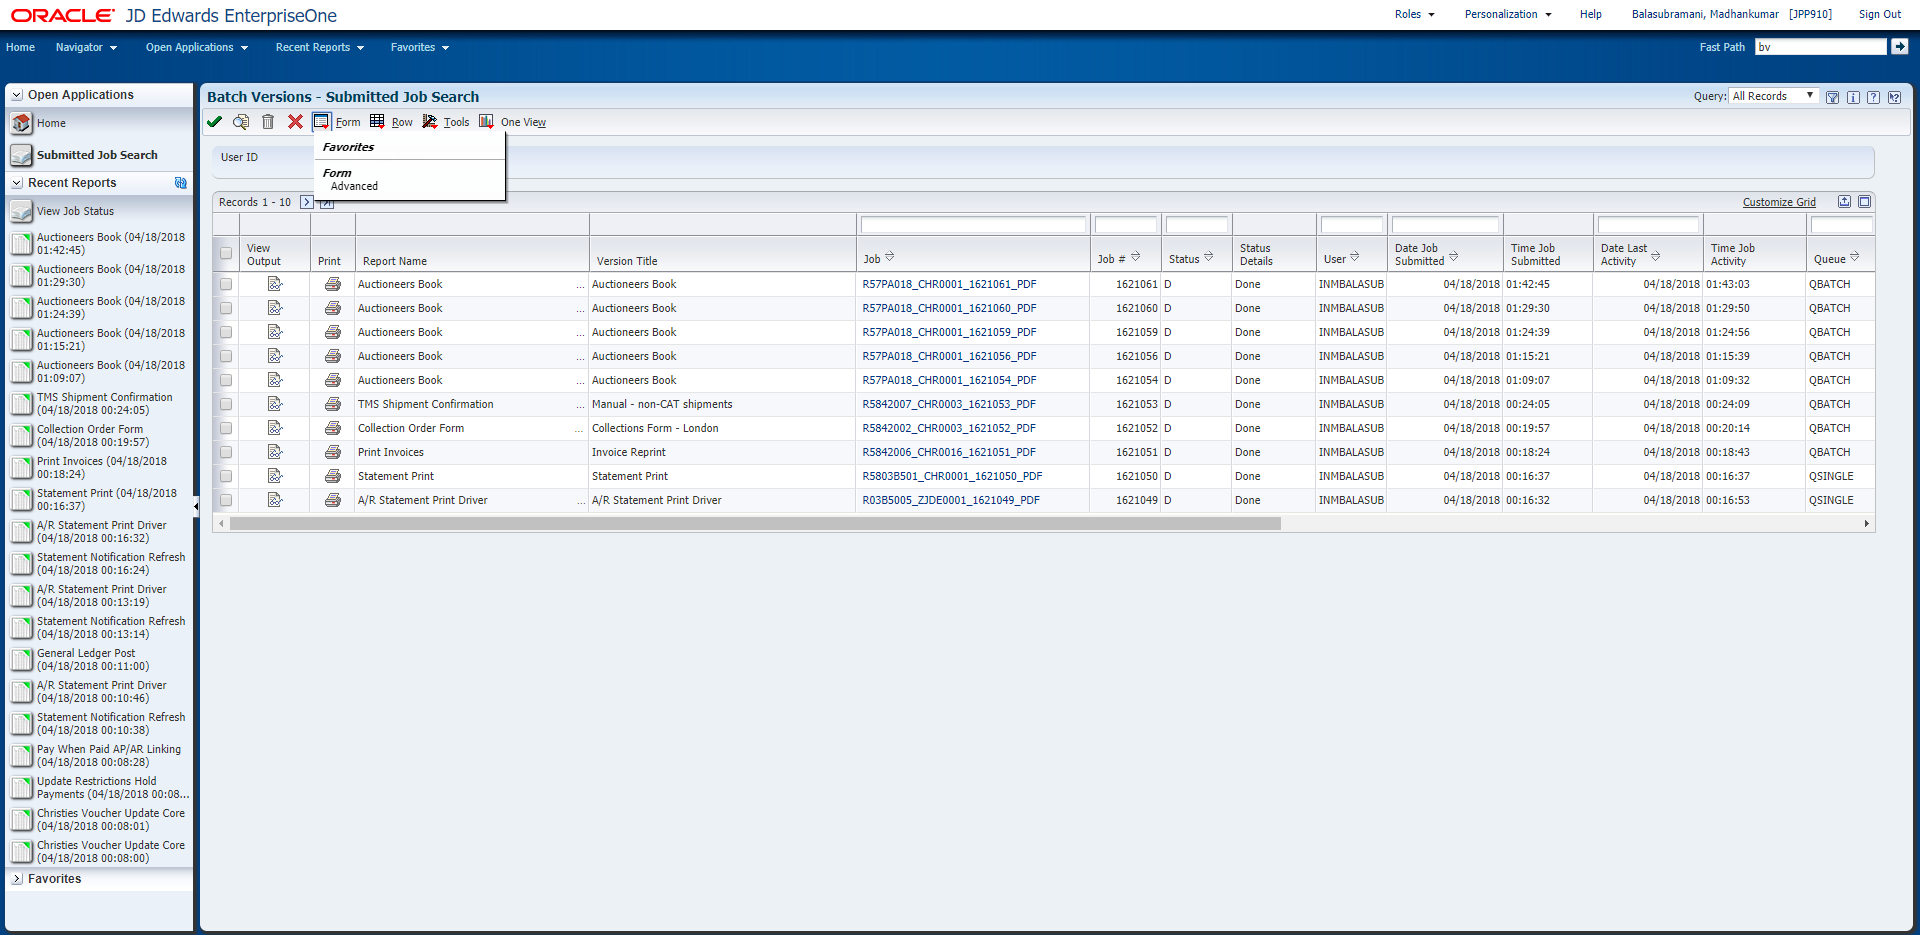 ORACLE JD Edwards EnterpriseOne
Roles Personalization Help Balasubramani, Madhankumar [JPP910] Sign Out
Home Navigator Open Applications Recent Reports Favorites Fast Path bv
Open Applications
Home
Submitted Job Search
Recent Reports
View Job Status
Auctioneers Book (04/18/2018
01:42:45)
Auctioneers Book (04/18/2018
01:29:30)
Auctioneers Book (04/18/2018
01:24:39)
Auctioneers Book (04/18/2018
01:15:21)
Auctioneers Book (04/18/2018
01:09:07)
TMS Shipment Confirmation
(04/18/2018 00:24:05)
Collection Order Form
(04/18/2018 00:19:57)
Print Invoices (04/18/2018
00:18:24)
Statement Print (04/18/2018
00:16:37)
A/R Statement Print Driver
(04/18/2018 00:16:32)
Statement Notification Refresh
(04/18/2018 00:16:24)
A/R Statement Print Driver
(04/18/2018 00:13:19)
Statement Notification Refresh
(04/18/2018 00:13:14)
General Ledger Post
(04/18/2018 00:11:00)
A/R Statement Print Driver
(04/18/2018 00:10:46)
Statement Notification Refresh
(04/18/2018 00:10:38)
Pay When Paid AP/AR Linking
(04/18/2018 00:08:28)
Update Restrictions Hold
Payments (04/18/2018 00:08...
Christies Voucher Update Core
(04/18/2018 00:08:01)
Christies Voucher Update Core
(04/18/2018 00:08:00)
Favorites
Batch Versions - Submitted Job Search
Query: All Records
Form Row Tools One View
Favorites
Form
Advanced
User ID
Records 1 - 10
Customize Grid
View Output Print Report Name Version Title Job Job # Status Status Details User Date Job Submitted Time Job Submitted Date Last Activity Time Job Activity Queue
Auctioneers Book ... Auctioneers Book R57PA018_CHR0001_1621061_PDF 1621061 D Done INMBALASUB 04/18/2018 01:42:45 04/18/2018 01:43:03 QBATCH
Auctioneers Book ... Auctioneers Book R57PA018_CHR0001_1621060_PDF 1621060 D Done INMBALASUB 04/18/2018 01:29:30 04/18/2018 01:29:50 QBATCH
Auctioneers Book ... Auctioneers Book R57PA018_CHR0001_1621059_PDF 1621059 D Done INMBALASUB 04/18/2018 01:24:39 04/18/2018 01:24:56 QBATCH
Auctioneers Book ... Auctioneers Book R57PA018_CHR0001_1621056_PDF 1621056 D Done INMBALASUB 04/18/2018 01:15:21 04/18/2018 01:15:39 QBATCH
Auctioneers Book ... Auctioneers Book R57PA018_CHR0001_1621054_PDF 1621054 D Done INMBALASUB 04/18/2018 01:09:07 04/18/2018 01:09:32 QBATCH
TMS Shipment Confirmation ... Manual - non-CAT shipments R5842007_CHR0003_1621053_PDF 1621053 D Done INMBALASUB 04/18/2018 00:24:05 04/18/2018 00:24:09 QBATCH
Collection Order Form ... Collections Form - London R5842002_CHR0003_1621052_PDF 1621052 D Done INMBALASUB 04/18/2018 00:19:57 04/18/2018 00:20:14 QBATCH
Print Invoices Invoice Reprint R5842006_CHR0016_1621051_PDF 1621051 D Done INMBALASUB 04/18/2018 00:18:24 04/18/2018 00:18:43 QBATCH
Statement Print Statement Print R5803B501_CHR0001_1621050_PDF 1621050 D Done INMBALASUB 04/18/2018 00:16:37 04/18/2018 00:16:37 QSINGLE
A/R Statement Print Driver ... A/R Statement Print Driver R03B5005_ZJDE0001_1621049_PDF 1621049 D Done INMBALASUB 04/18/2018 00:16:32 04/18/2018 00:16:53 QSINGLE